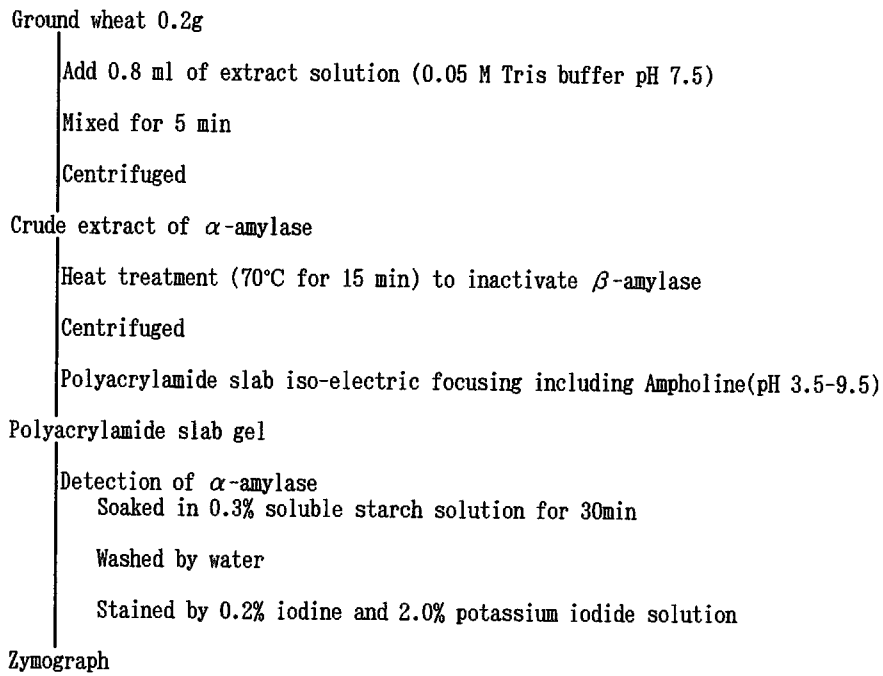 Ground wheat 0.2g
Add 0.8 ml of extract solution (0.05 M Tris buffer pH 7.5)
Mixed for 5 min
Centrifuged
Crude extract of α-amylase
Heat treatment (70℃ for 15 min) to inactivate β-amylase
Centrifuged
Polyacrylamide slab iso-electric focusing including Ampholine(pH 3.5-9.5)
Polyacrylamide slab gel
Detection of α-amylase
Soaked in 0.3% soluble starch solution for 30min
Washed by water
Stained by 0.2% iodine and 2.0% potassium iodide solution
Zymograph